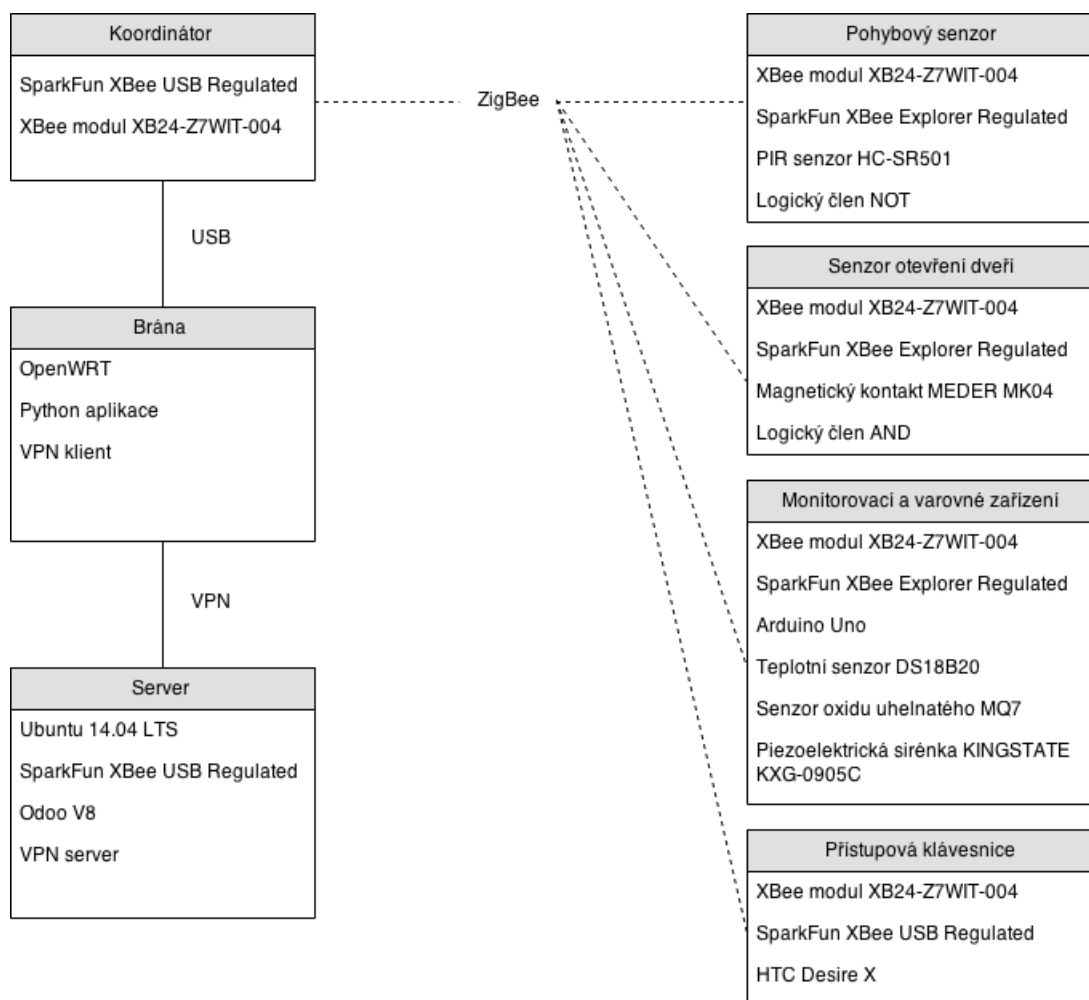 Koordinátor
SparkFun XBee USB Regulated
XBee modul XB24-Z7WIT-004
USB
Brána
OpenWRT
Python aplikace
VPN klient
VPN
Server
Ubuntu 14.04 LTS
SparkFun XBee USB Regulated
Odoo V8
VPN server
ZigBee
Pohybový senzor
XBee modul XB24-Z7WIT-004
SparkFun XBee Explorer Regulated
PIR senzor HC-SR501
Logický člen NOT
Senzor otevření dveří
XBee modul XB24-Z7WIT-004
SparkFun XBee Explorer Regulated
Magnetický kontakt MEDER MK04
Logický člen AND
Monitorovací a varovné zařízení
XBee modul XB24-Z7WIT-004
SparkFun XBee Explorer Regulated
Arduino Uno
Teplotní senzor DS18B20
Senzor oxidu uhelnatého MQ7
Piezoelektrická sirénka KINGSTATE
KXG-0905C
Přístupová klávesnice
XBee modul XB24-Z7WIT-004
SparkFun XBee USB Regulated
HTC Desire X